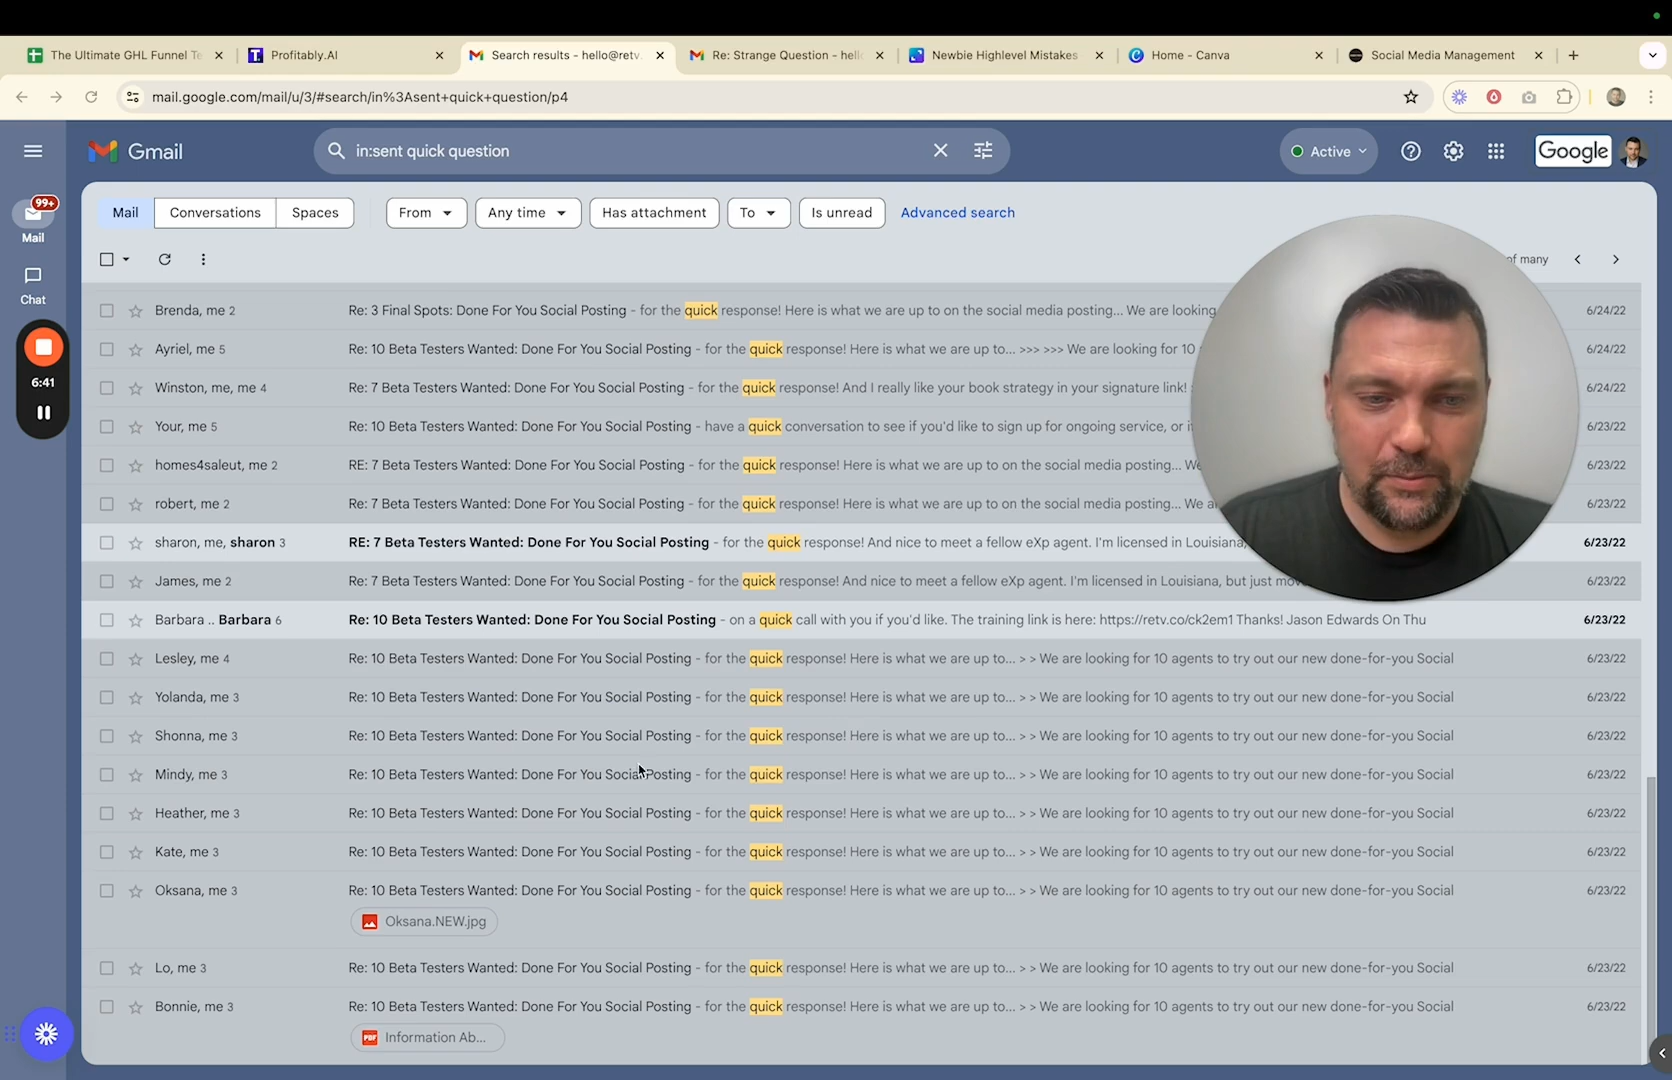 The Ultimate GHL Funnel Te
Profitably.AI
Search results - hello@retv.
Re: Strange Question - hell
Newbie Highlevel Mistakes
Home - Canva
Social Media Management
mail.google.com/mail/u/3/#search/in%3Asent+quick+question/p4
Gmail
in:sent quick question
Active
Google
99+
Mail
Chat
6:41
Mail Conversations Spaces From Any time Has attachment To Is unread Advanced search
of many
Brenda, me 2 Re: 3 Final Spots: Done For You Social Posting - for the quick response! Here is what we are up to on the social media posting... We are looking 6/24/22
Ayriel, me 5 Re: 10 Beta Testers Wanted: Done For You Social Posting - for the quick response! Here is what we are up to... >>> >>> We are looking for 10 6/24/22
Winston, me, me 4 Re: 7 Beta Testers Wanted: Done For You Social Posting - for the quick response! And I really like your book strategy in your signature link! 6/24/22
Your, me 5 Re: 10 Beta Testers Wanted: Done For You Social Posting - have a quick conversation to see if you'd like to sign up for ongoing service, or i 6/23/22
homes4saleut, me 2 RE: 7 Beta Testers Wanted: Done For You Social Posting - for the quick response! Here is what we are up to on the social media posting... We 6/23/22
robert, me 2 Re: 7 Beta Testers Wanted: Done For You Social Posting - for the quick response! Here is what we are up to on the social media posting... We a 6/23/22
sharon, me, sharon 3 RE: 7 Beta Testers Wanted: Done For You Social Posting - for the quick response! And nice to meet a fellow eXp agent. I'm licensed in Louisiana, 6/23/22
James, me 2 Re: 7 Beta Testers Wanted: Done For You Social Posting - for the quick response! And nice to meet a fellow eXp agent. I'm licensed in Louisiana, but just mov 6/23/22
Barbara .. Barbara 6 Re: 10 Beta Testers Wanted: Done For You Social Posting - on a quick call with you if you'd like. The training link is here: https://retv.co/ck2em1 Thanks! Jason Edwards On Thu 6/23/22
Lesley, me 4 Re: 10 Beta Testers Wanted: Done For You Social Posting - for the quick response! Here is what we are up to... > > We are looking for 10 agents to try out our new done-for-you Social 6/23/22
Yolanda, me 3 Re: 10 Beta Testers Wanted: Done For You Social Posting - for the quick response! Here is what we are up to... > > We are looking for 10 agents to try out our new done-for-you Social 6/23/22
Shonna, me 3 Re: 10 Beta Testers Wanted: Done For You Social Posting - for the quick response! Here is what we are up to... > > We are looking for 10 agents to try out our new done-for-you Social 6/23/22
Mindy, me 3 Re: 10 Beta Testers Wanted: Done For You Social Posting - for the quick response! Here is what we are up to... > > We are looking for 10 agents to try out our new done-for-you Social 6/23/22
Heather, me 3 Re: 10 Beta Testers Wanted: Done For You Social Posting - for the quick response! Here is what we are up to... > > We are looking for 10 agents to try out our new done-for-you Social 6/23/22
Kate, me 3 Re: 10 Beta Testers Wanted: Done For You Social Posting - for the quick response! Here is what we are up to... > > We are looking for 10 agents to try out our new done-for-you Social 6/23/22
Oksana, me 3 Re: 10 Beta Testers Wanted: Done For You Social Posting - for the quick response! Here is what we are up to... > > We are looking for 10 agents to try out our new done-for-you Social 6/23/22
Oksana.NEW.jpg
Lo, me 3 Re: 10 Beta Testers Wanted: Done For You Social Posting - for the quick response! Here is what we are up to... > > We are looking for 10 agents to try out our new done-for-you Social 6/23/22
Bonnie, me 3 Re: 10 Beta Testers Wanted: Done For You Social Posting - for the quick response! Here is what we are up to... > > We are looking for 10 agents to try out our new done-for-you Social 6/23/22
PDF Information Ab...